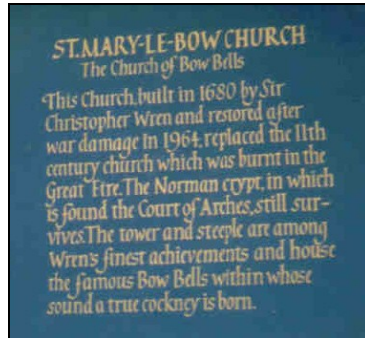 ST. MARY-LE-BOW CHURCH
The Church of Bow Bells
This Church, built in 1680 by Sir
Christopher Wren and restored after
war damage in 1964, replaced the 11th
century church which was burnt in the
Great Fire. The Norman crypt, in which
is found the Court of Arches, still sur-
vives. The tower and steeple are among
Wren's finest achievements and house
the famous Bow Bells within whose
sound a true cockney is born.